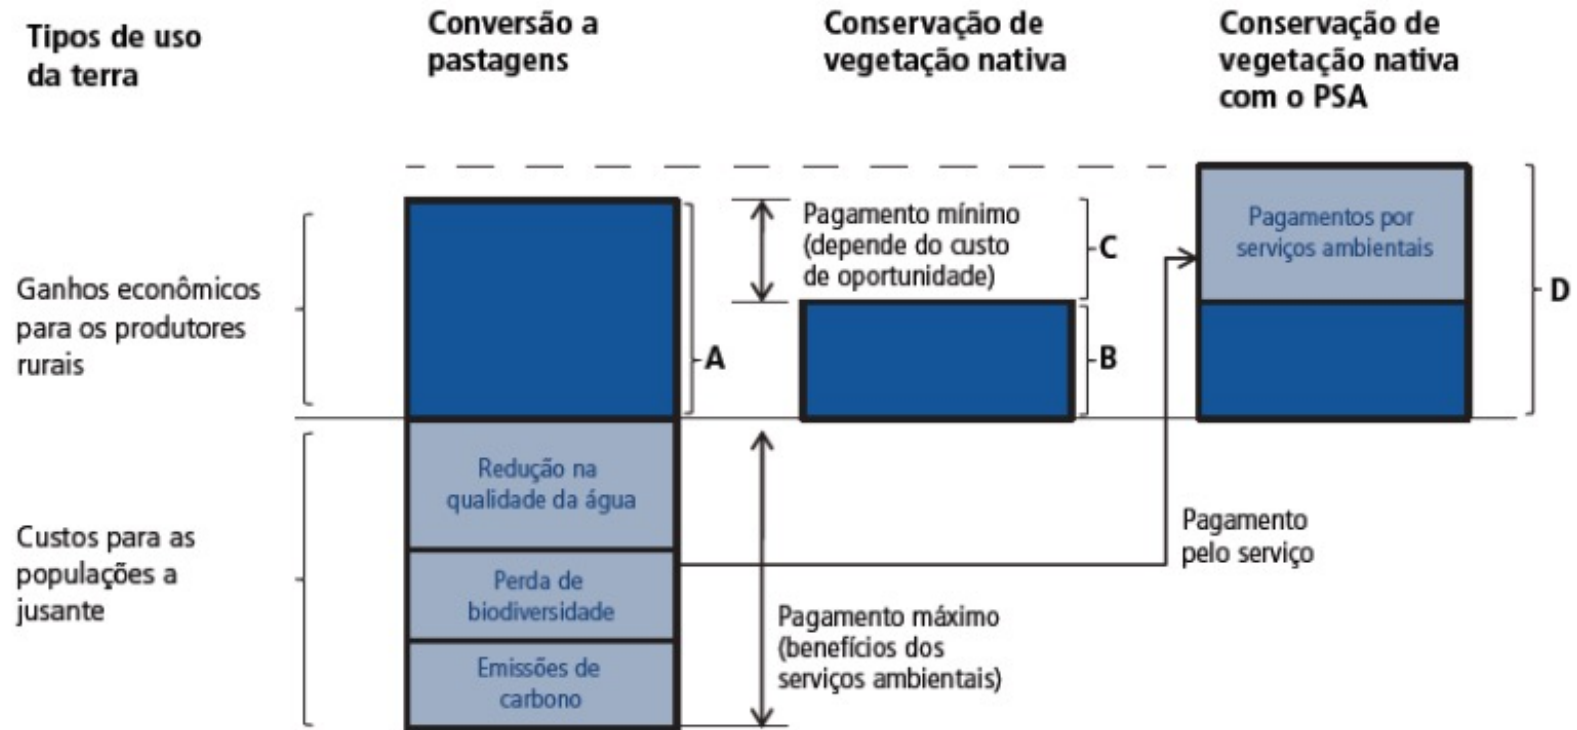 Tipos de uso
da terra
Conversão a
pastagens
Conservação de
vegetação nativa
Conservação de
vegetação nativa
com o PSA
Ganhos econômicos
para os produtores
rurais
A
Pagamento mínimo
(depende do custo
de oportunidade)
C
B
Pagamentos por
serviços ambientais
D
Custos para as
populações a
jusante
Redução na
qualidade da água
Perda de
biodiversidade
Emissões de
carbono
Pagamento máximo
(benefícios dos
serviços ambientais)
Pagamento
pelo serviço